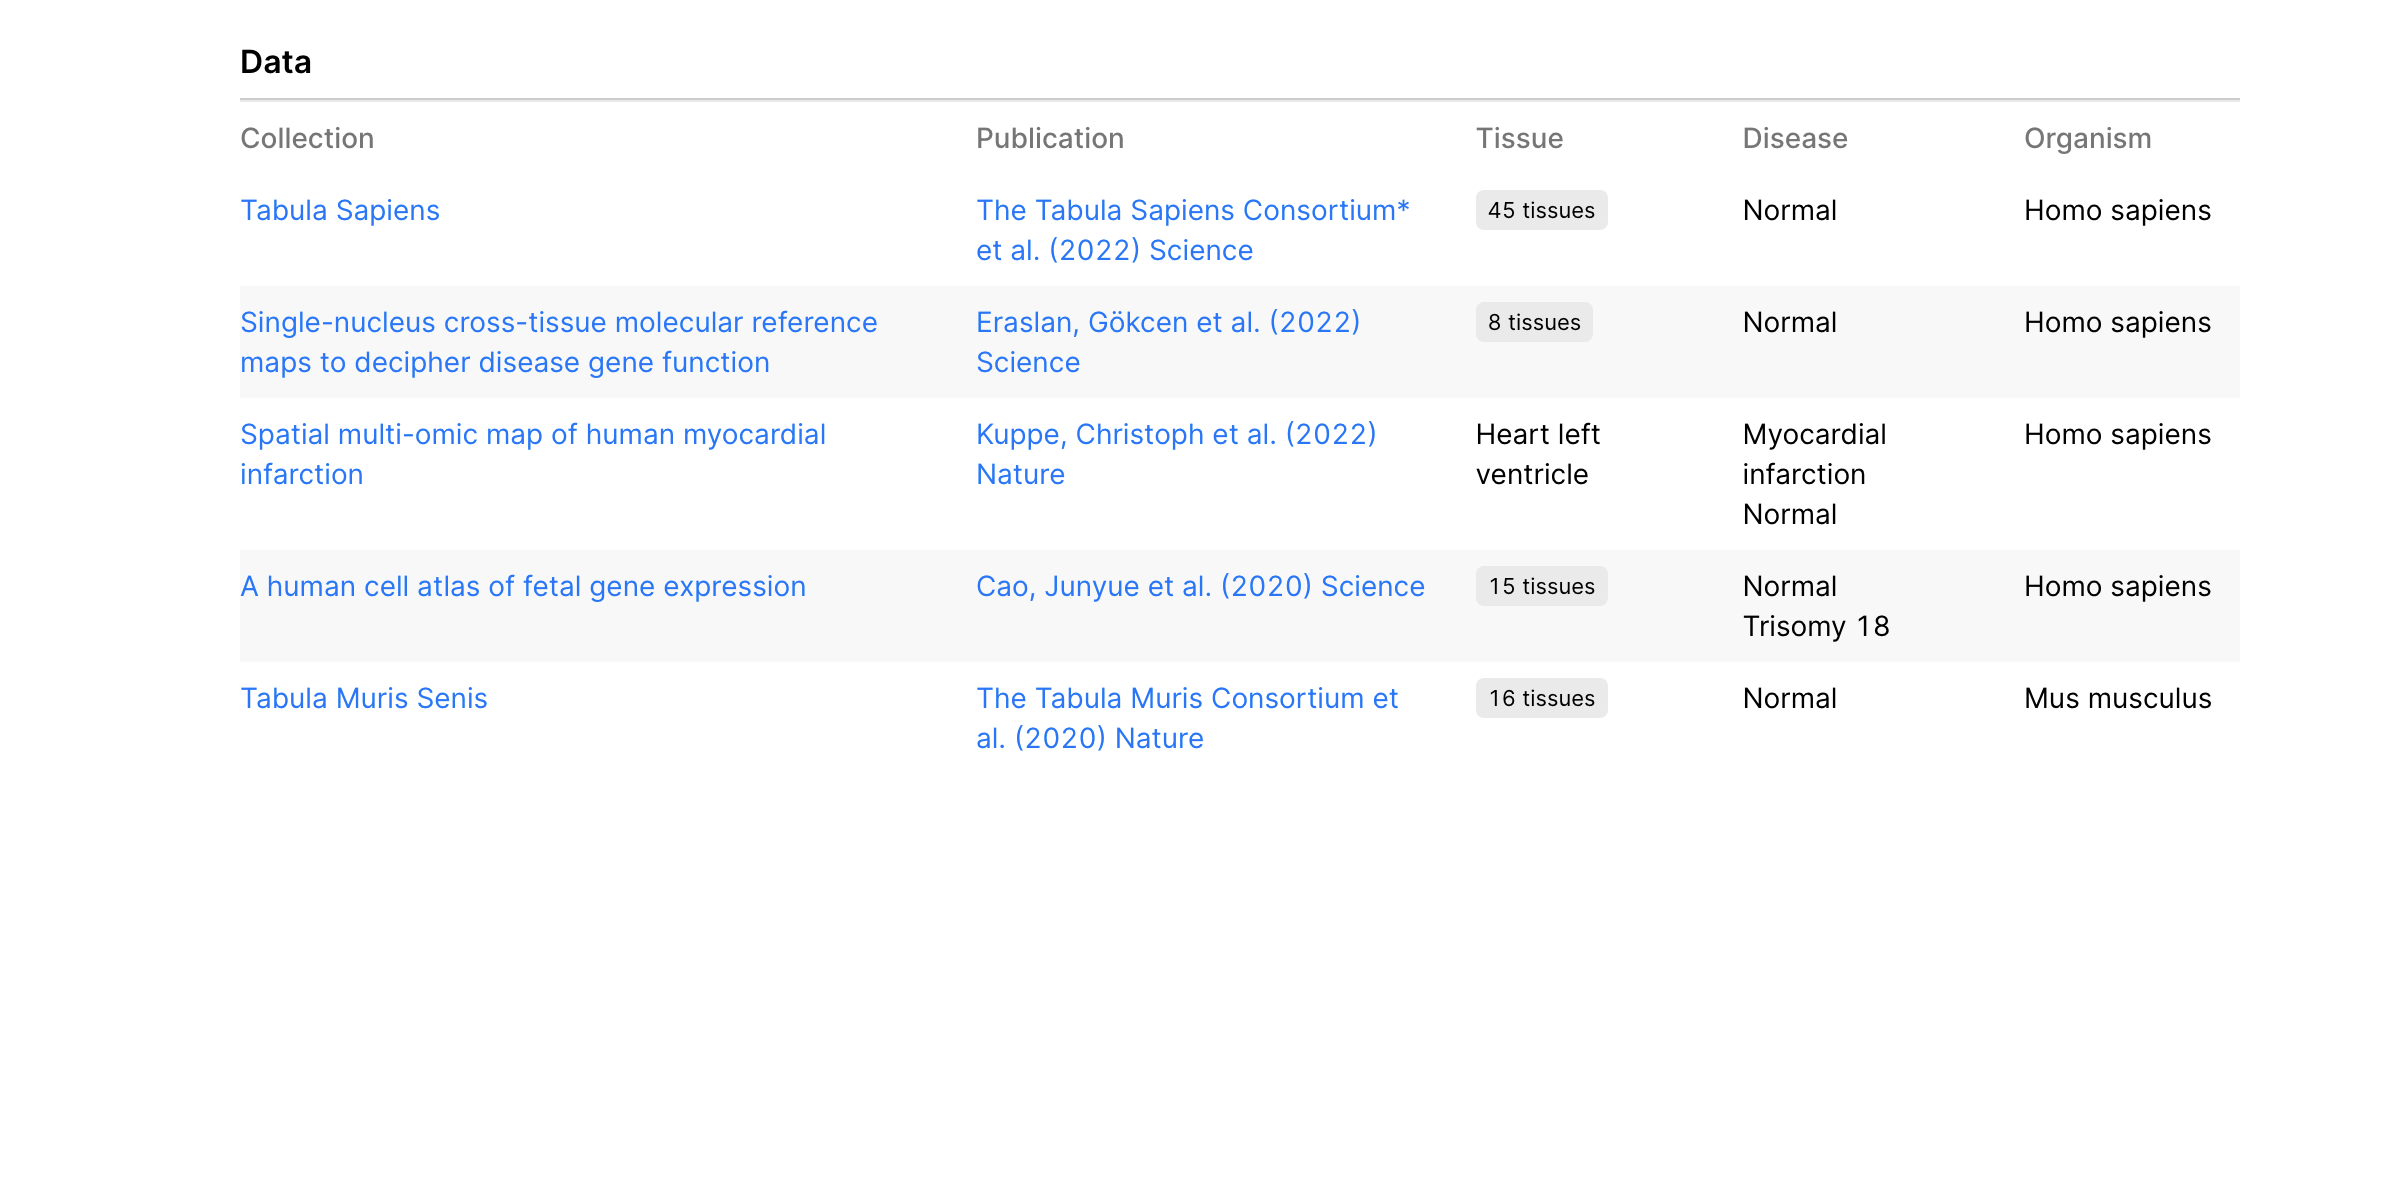 Data
Collection Publication Tissue Disease Organism
Tabula Sapiens The Tabula Sapiens Consortium* 45 tissues Normal Homo sapiens
et al. (2022) Science
Single-nucleus cross-tissue molecular reference Eraslan, Gökcen et al. (2022) 8 tissues Normal Homo sapiens
maps to decipher disease gene function Science
Spatial multi-omic map of human myocardial Kuppe, Christoph et al. (2022) Heart left Myocardial Homo sapiens
infarction Nature ventricle infarction
Normal
A human cell atlas of fetal gene expression Cao, Junyue et al. (2020) Science 15 tissues Normal Homo sapiens
Trisomy 18
Tabula Muris Senis The Tabula Muris Consortium et 16 tissues Normal Mus musculus
al. (2020) Nature